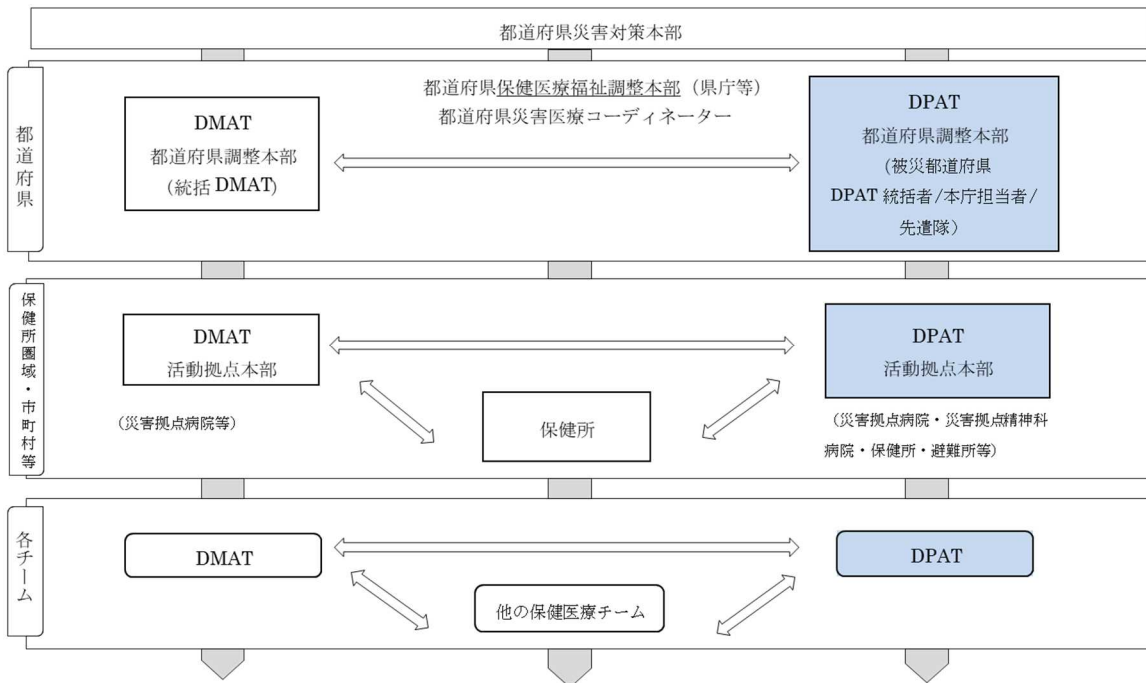 都道府県災害対策本部
都道府県
都道府県保健医療福祉調整本部（県庁等）
都道府県災害医療コーディネーター
DMAT
都道府県調整本部
（統括 DMAT）
DPAT
都道府県調整本部
（被災都道府県
DPAT 統括者/本庁担当者/
先遣隊）
保健所圏域・市町村等
DMAT
活動拠点本部
（災害拠点病院等）
保健所
DPAT
活動拠点本部
（災害拠点病院・災害拠点精神科
病院・保健所・避難所等）
各チーム
DMAT
他の保健医療チーム
DPAT